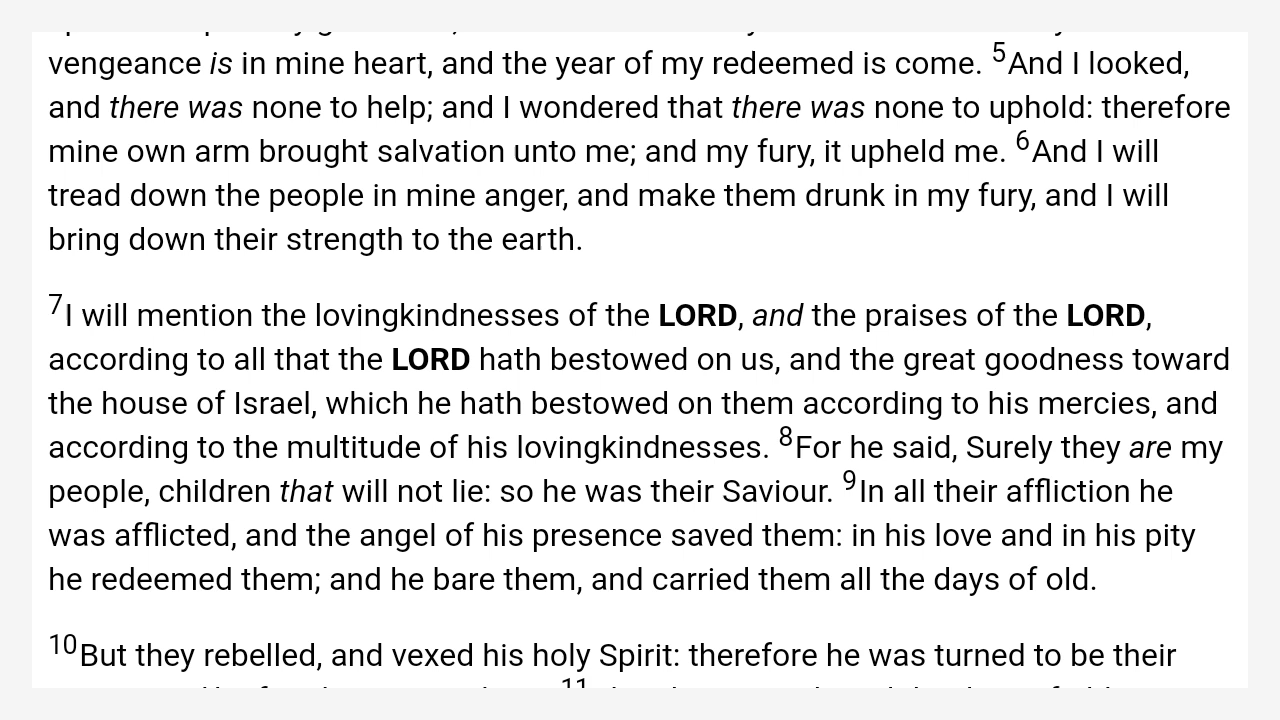 vengeance is in mine heart, and the year of my redeemed is come. 5And I looked,
and there was none to help; and I wondered that there was none to uphold: therefore
mine own arm brought salvation unto me; and my fury, it upheld me. 6And I will
tread down the people in mine anger, and make them drunk in my fury, and I will
bring down their strength to the earth.
7I will mention the lovingkindnesses of the LORD, and the praises of the LORD,
according to all that the LORD hath bestowed on us, and the great goodness toward
the house of Israel, which he hath bestowed on them according to his mercies, and
according to the multitude of his lovingkindnesses. 8For he said, Surely they are my
people, children that will not lie: so he was their Saviour. 9In all their affliction he
was afflicted, and the angel of his presence saved them: in his love and in his pity
he redeemed them; and he bare them, and carried them all the days of old.
10But they rebelled, and vexed his holy Spirit: therefore he was turned to be their
11